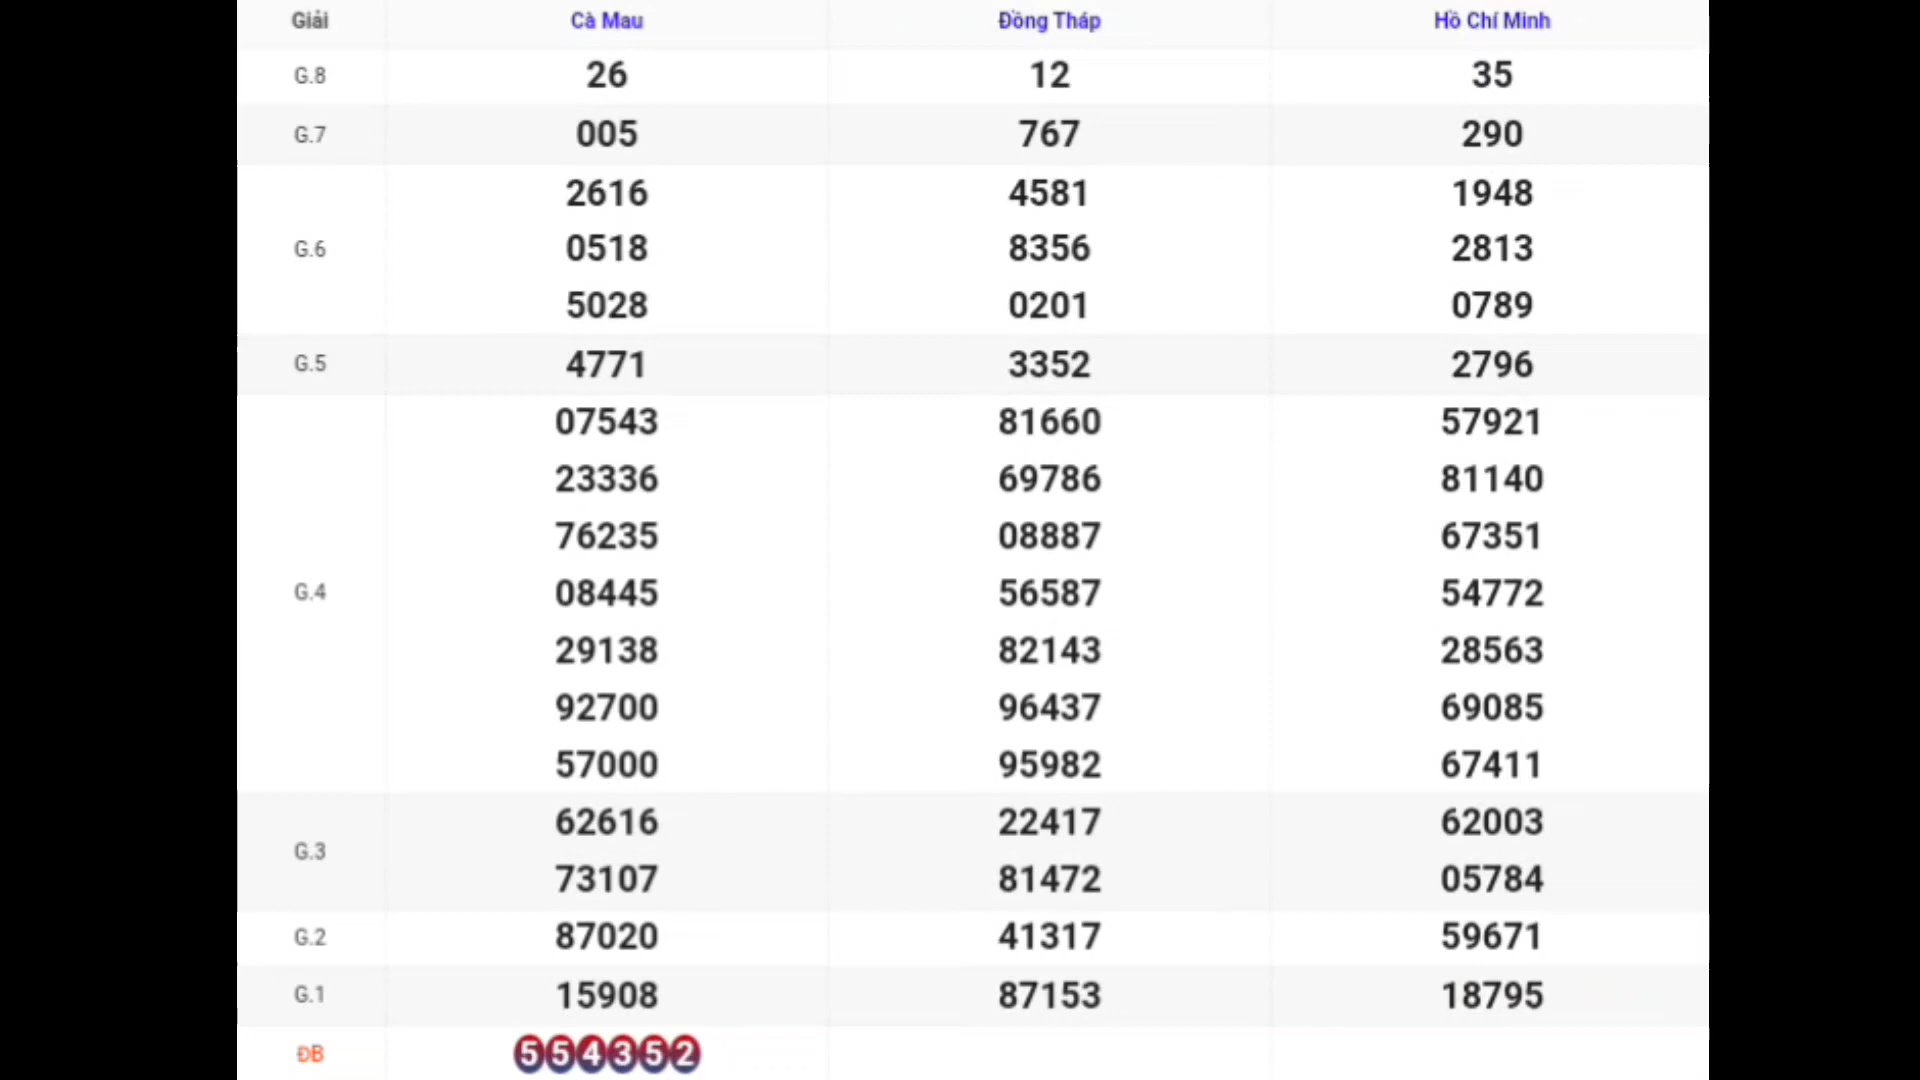 Giải Cà Mau Đồng Tháp Hồ Chí Minh
G.8 26 12 35
G.7 005 767 290
2616 4581 1948
G.6 0518 8356 2813
5028 0201 0789
G.5 4771 3352 2796
07543 81660 57921
23336 69786 81140
76235 08887 67351
G.4 08445 56587 54772
29138 82143 28563
92700 96437 69085
57000 95982 67411
62616 22417 62003
G.3
73107 81472 05784
G.2 87020 41317 59671
G.1 15908 87153 18795
ĐB 554352